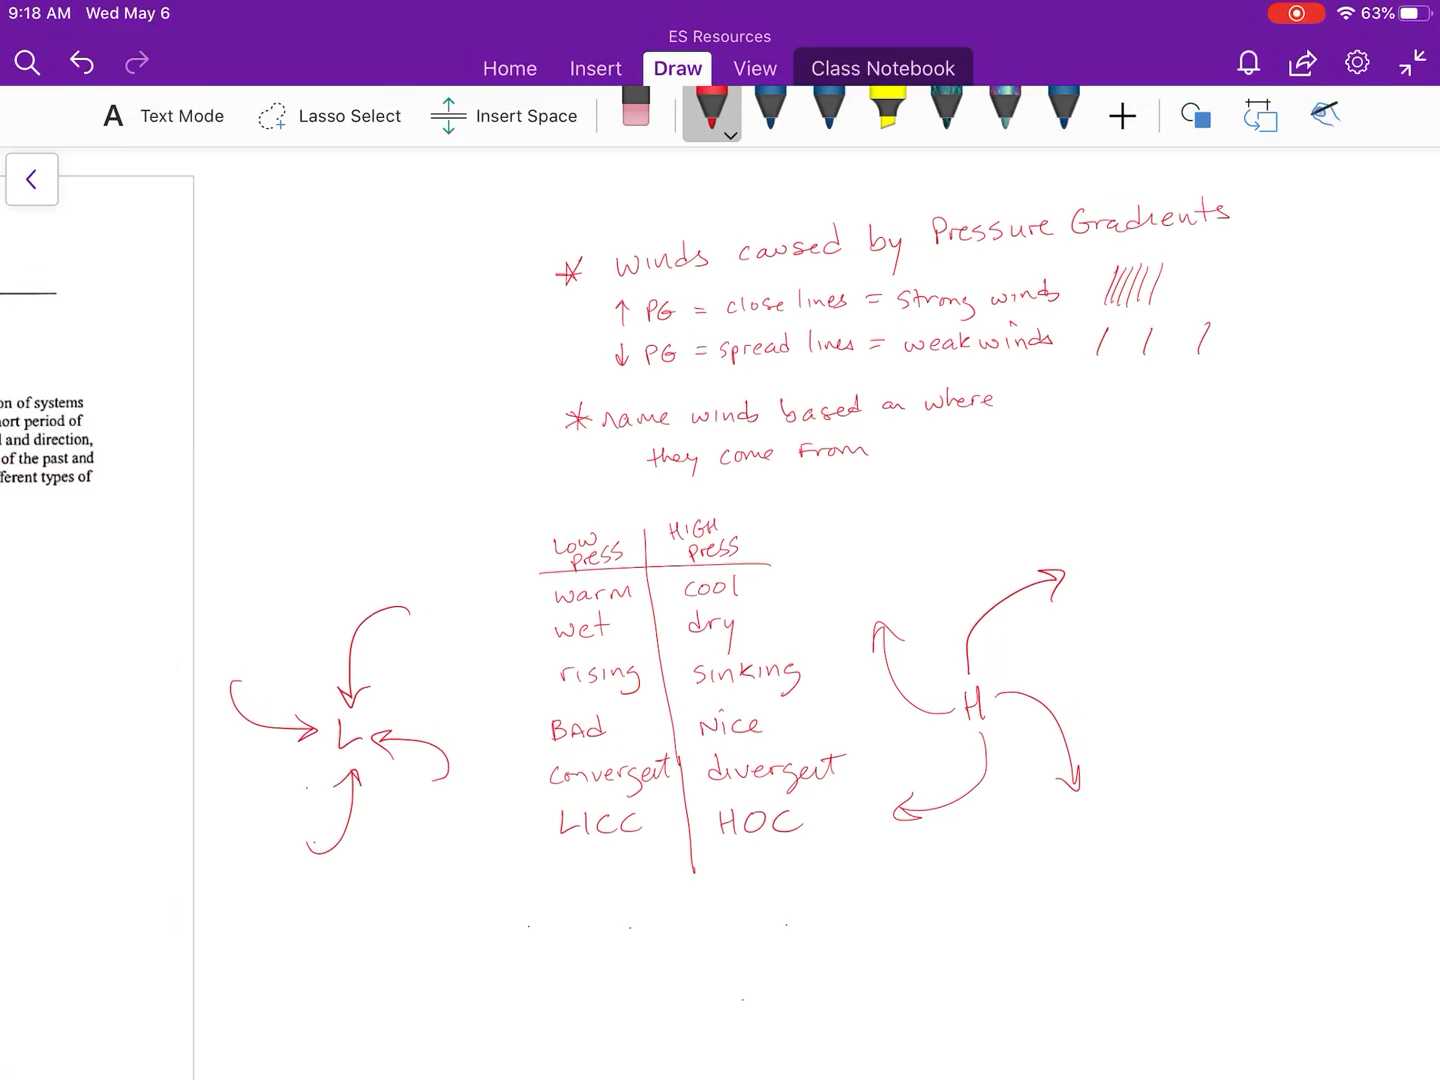 9:18 AM Wed May 6
63%
ES Resources
Home Insert Draw View Class Notebook
A Text Mode Lasso Select Insert Space
on of systems
ort period of
and direction,
of the past and
ferent types of
* winds caused by Pressure Gradients
↑ PG = close lines = strong winds
↓ PG = spread lines = weak winds
* name winds based on where
they come from
Low Press HIGH Press
warm cool
wet dry
rising sinking
BAd Nice
convergent divergent
LICC HOC
L
H